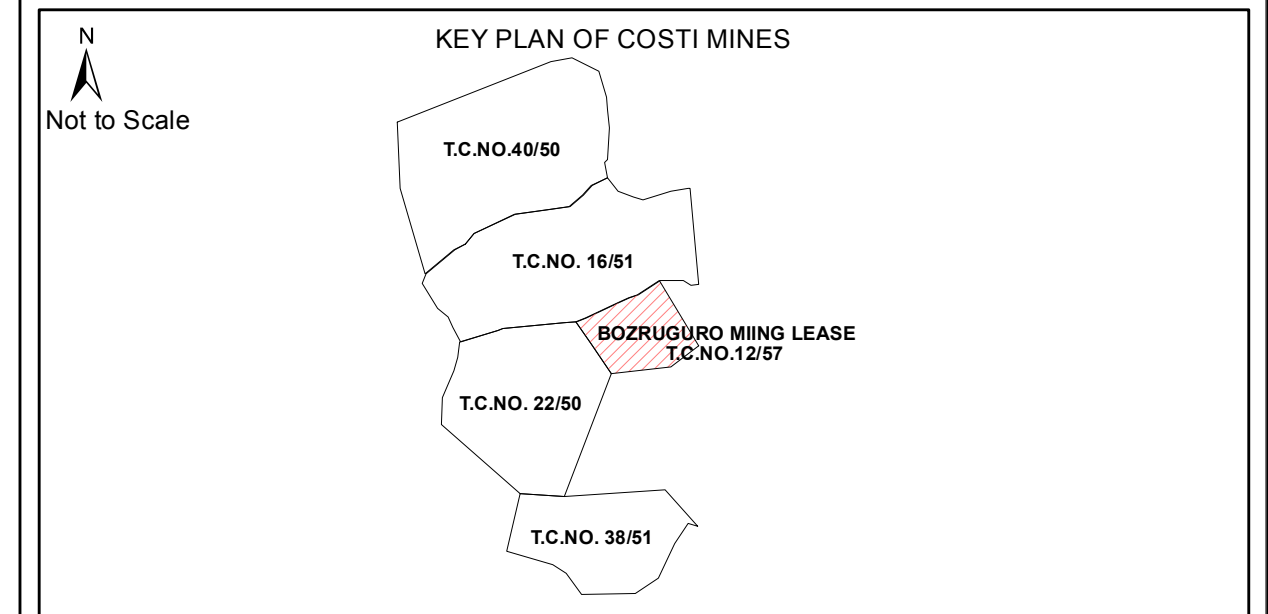 N
KEY PLAN OF COSTI MINES
Not to Scale
T.C.NO.40/50
T.C.NO. 16/51
BOZRUGURO MIING LEASE
T.C.NO.12/57
T.C.NO. 22/50
T.C.NO. 38/51